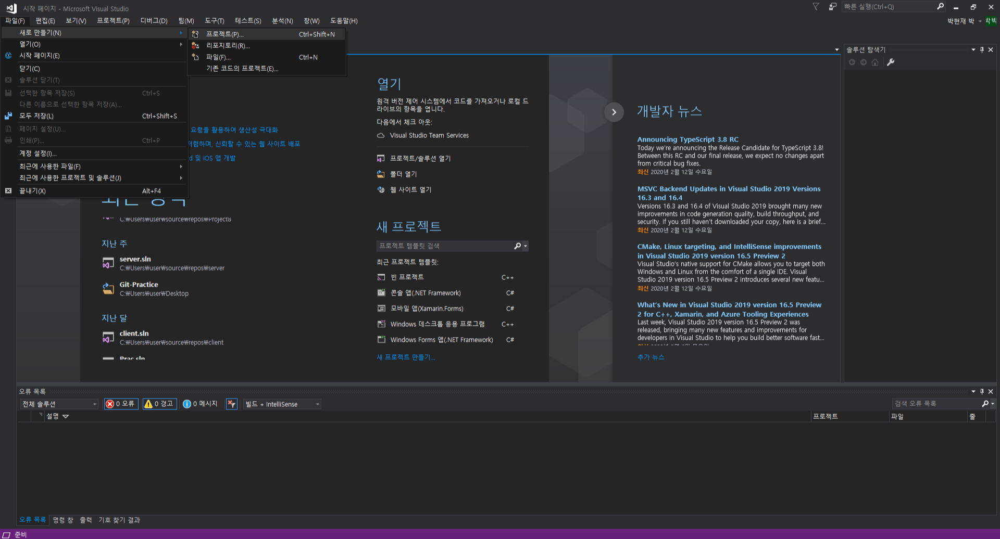 시작 페이지 - Microsoft Visual Studio
빠른 실행(Ctrl+Q)
파일(F) 편집(E) 보기(V) 프로젝트(P) 디버그(D) 팀(M) 도구(T) 테스트(S) 분석(N) 창(W) 도움말(H)
박현재 박
새로 만들기(N)
열기(O)
시작 페이지(E)
닫기(C)
솔루션 닫기(T)
선택한 항목 저장(S) Ctrl+S
다른 이름으로 선택한 항목 저장(A)...
모두 저장(L) Ctrl+Shift+S
페이지 설정(U)...
인쇄(P)... Ctrl+P
계정 설정(I)...
최근에 사용한 파일(F)
최근에 사용한 프로젝트 및 솔루션(J)
끝내기(X) Alt+F4
프로젝트(P)... Ctrl+Shift+N
리포지토리(R)...
파일(F)... Ctrl+N
기존 코드의 프로젝트(E)...
요령을 활용하여 생산성 극대화
저렴하며, 신뢰할 수 있는 웹 사이트 배포
및 iOS 앱 개발
최근 항목
C:₩Users₩user₩source₩repos₩Project8
지난 주
server.sln
C:₩Users₩user₩source₩repos₩server
Git-Practice
C:₩Users₩user₩Desktop
지난 달
client.sln
C:₩Users₩user₩source₩repos₩client
Prac.sln
열기
원격 버전 제어 시스템에서 코드를 가져오거나 로컬 드
라이브의 항목을 엽니다.
다음에서 체크 아웃:
Visual Studio Team Services
프로젝트/솔루션 열기
폴더 열기
웹 사이트 열기
새 프로젝트
프로젝트 템플릿 검색
최근 프로젝트 템플릿:
빈 프로젝트 C++
콘솔 앱(.NET Framework) C#
모바일 앱(Xamarin.Forms) C#
Windows 데스크톱 응용 프로그램 C++
Windows Forms 앱(.NET Framework) C#
새 프로젝트 만들기...
개발자 뉴스
Announcing TypeScript 3.8 RC
Today we're announcing the Release Candidate for TypeScript 3.8!
Between this RC and our final release, we expect no changes apart
from critical bug fixes.
최신 2020년 2월 12일 수요일
MSVC Backend Updates in Visual Studio 2019 Versions
16.3 and 16.4
Versions 16.3 and 16.4 of Visual Studio 2019 brought many new
improvements in code generation quality, build throughput, and
security. If you still haven't downloaded your copy, here is a brief...
최신 2020년 2월 12일 수요일
CMake, Linux targeting, and IntelliSense improvements
in Visual Studio 2019 version 16.5 Preview 2
Visual Studio's native support for CMake allows you to target both
Windows and Linux from the comfort of a single IDE. Visual
Studio 2019 version 16.5 Preview 2 introduces several new featu...
최신 2020년 2월 12일 수요일
What's New in Visual Studio 2019 version 16.5 Preview
2 for C++, Xamarin, and Azure Tooling Experiences
Last week, Visual Studio 2019 version 16.5 Preview 2 was
released, bringing many new features and improvements for
developers in Visual Studio to help you build better software fast...
추가 뉴스
솔루션 탐색기
오류 목록
전체 솔루션 0 오류 0 경고 0 메시지 빌드 + IntelliSense 검색 오류 목록
설명 프로젝트 파일 줄
오류 목록 명령 창 출력 기호 찾기 결과
준비